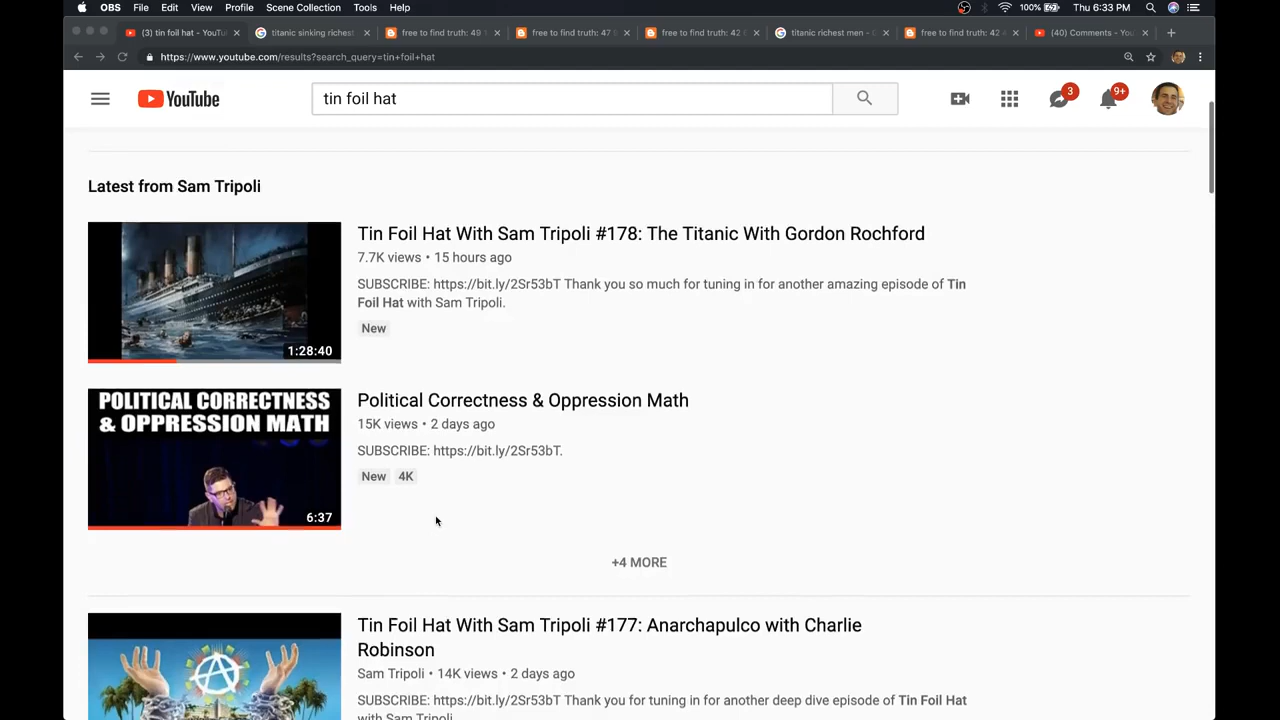 OBS File Edit View Profile Scene Collection Tools Help 100% Thu 6:33 PM
(3) tin foil hat - YouTu titanic sinking richest free to find truth: 49 free to find truth: 47 free to find truth: 42 titanic richest men - free to find truth: 42 (40) Comments - You
https://www.youtube.com/results?search_query=tin+foil+hat
YouTube tin foil hat 3 9+
Latest from Sam Tripoli
Tin Foil Hat With Sam Tripoli #178: The Titanic With Gordon Rochford
7.7K views • 15 hours ago
SUBSCRIBE: https://bit.ly/2Sr53bT Thank you so much for tuning in for another amazing episode of Tin
Foil Hat with Sam Tripoli.
New
1:28:40
POLITICAL CORRECTNESS
& OPPRESSION MATH
Political Correctness & Oppression Math
15K views • 2 days ago
SUBSCRIBE: https://bit.ly/2Sr53bT.
New 4K
6:37
+4 MORE
Tin Foil Hat With Sam Tripoli #177: Anarchapulco with Charlie
Robinson
Sam Tripoli • 14K views • 2 days ago
SUBSCRIBE: https://bit.ly/2Sr53bT Thank you for tuning in for another deep dive episode of Tin Foil Hat
with Sam Tripoli